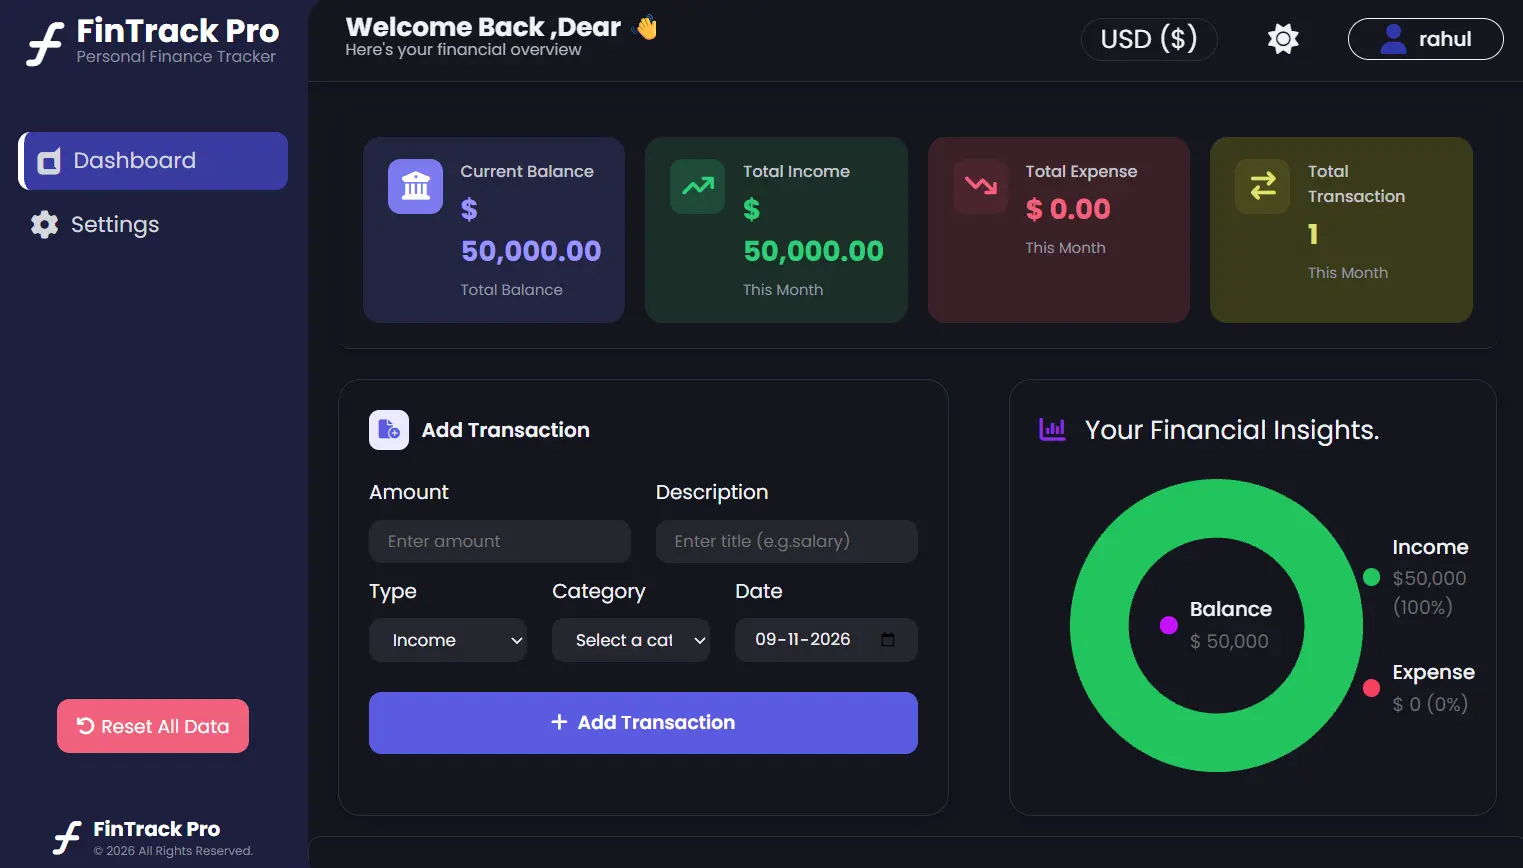 FinTrack Pro
Personal Finance Tracker
Dashboard
Settings
Reset All Data
FinTrack Pro
© 2026 All Rights Reserved.
Welcome Back ,Dear 👋
Here's your financial overview
USD ($)
rahul
Current Balance
$
50,000.00
Total Balance
Total Income
$
50,000.00
This Month
Total Expense
$ 0.00
This Month
Total
Transaction
1
This Month
Add Transaction
Amount
Description
Enter amount
Enter title (e.g.salary)
Type
Category
Date
Income
Select a cat
09-11-2026
+ Add Transaction
Your Financial Insights.
Balance
$ 50,000
Income
$50,000
(100%)
Expense
$ 0 (0%)